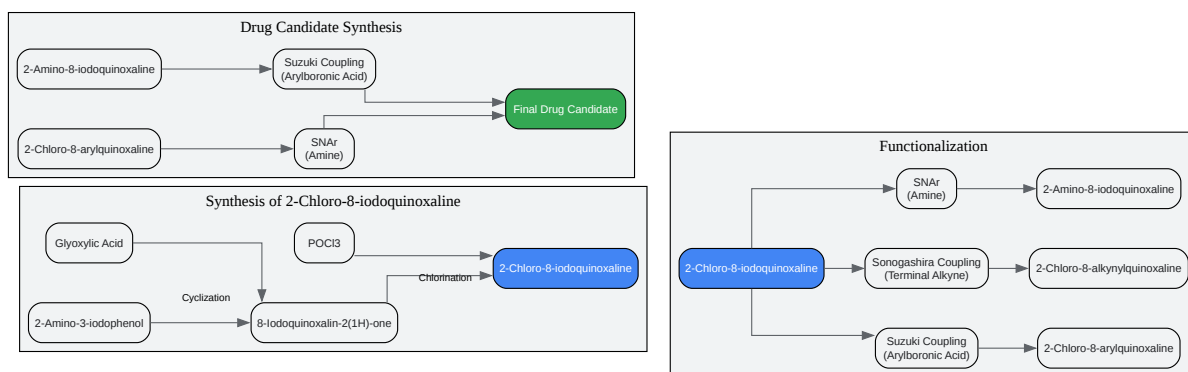 Drug Candidate Synthesis
2-Amino-8-iodoquinoxaline
Suzuki Coupling
(Arylboronic Acid)
Final Drug Candidate
2-Chloro-8-arylquinoxaline
SNAr
(Amine)
Synthesis of 2-Chloro-8-iodoquinoxaline
Glyoxylic Acid
POCl3
2-Chloro-8-iodoquinoxaline
Chlorination
Cyclization
2-Amino-3-iodophenol
8-Iodoquinoxalin-2(1H)-one
Functionalization
SNAr
(Amine)
2-Amino-8-iodoquinoxaline
2-Chloro-8-iodoquinoxaline
Sonogashira Coupling
(Terminal Alkyne)
2-Chloro-8-alkynylquinoxaline
Suzuki Coupling
(Arylboronic Acid)
2-Chloro-8-arylquinoxaline